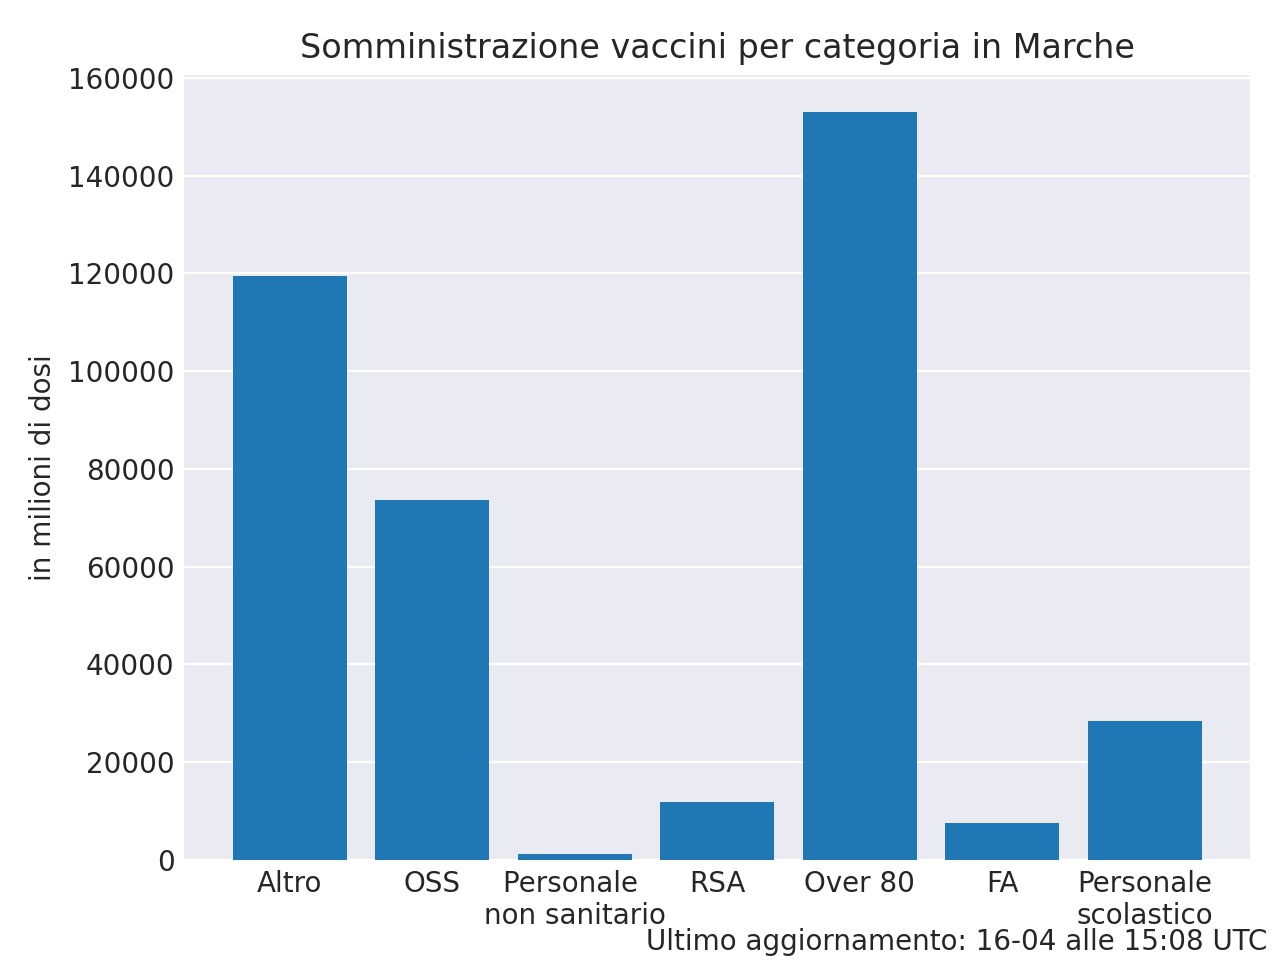 Somministrazione vaccini per categoria in Marche
160000
140000
120000
100000
80000
60000
40000
20000
0
in milioni di dosi
Altro
OSS
Personale
non sanitario
RSA
Over 80
FA
Personale
scolastico
Ultimo aggiornamento: 16-04 alle 15:08 UTC